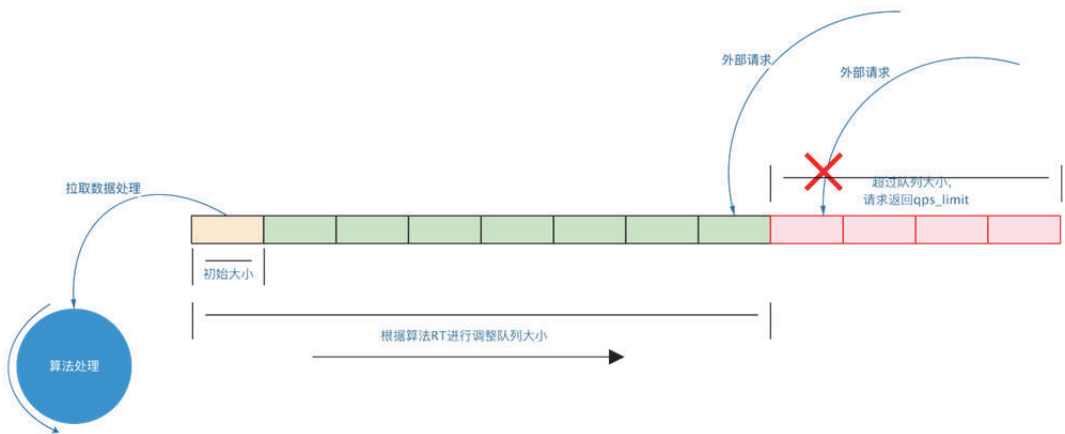 外部请求
外部请求
拉取数据处理
超过队列大小，
请求返回qps_limit
初始大小
根据算法RT进行调整队列大小
算法处理